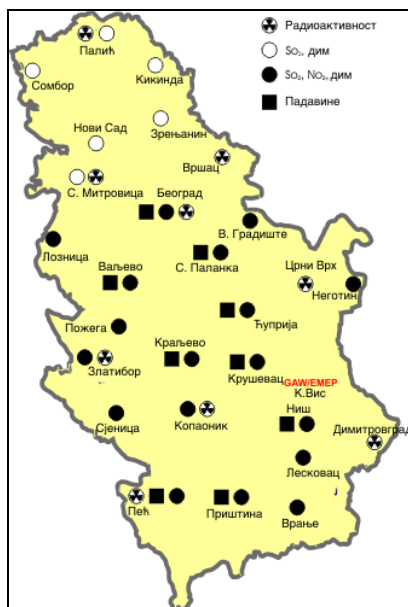 Радиоактивност
Палић
So₂, дим
Кикинда
Сомбор
So₂, No₂, дим
Падавине
Нови Сад
Зрењанин
Вршац
С. Митровица
Београд
В. Градиште
Лозница
С. Паланка
Ваљево
Црни Врх
Неготин
Пожега
Ћуприја
Краљево
Златибор
Крушевац
GAW/EMEP
К.Вис
Ниш
Сјеница
Копаоник
Димитровград
Лесковац
Пећ
Приштина
Врање